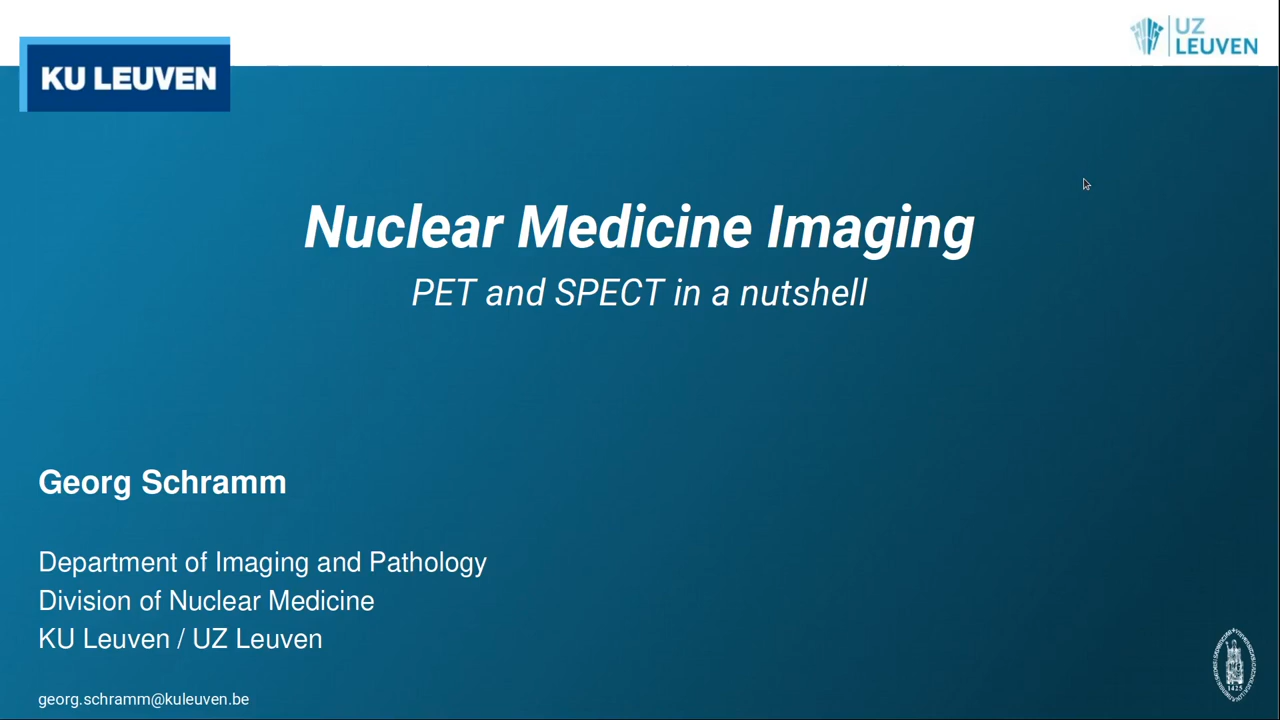 UZ
LEUVEN
KU LEUVEN
Nuclear Medicine Imaging
PET and SPECT in a nutshell
Georg Schramm
Department of Imaging and Pathology
Division of Nuclear Medicine
KU Leuven / UZ Leuven
georg.schramm@kuleuven.be
1425